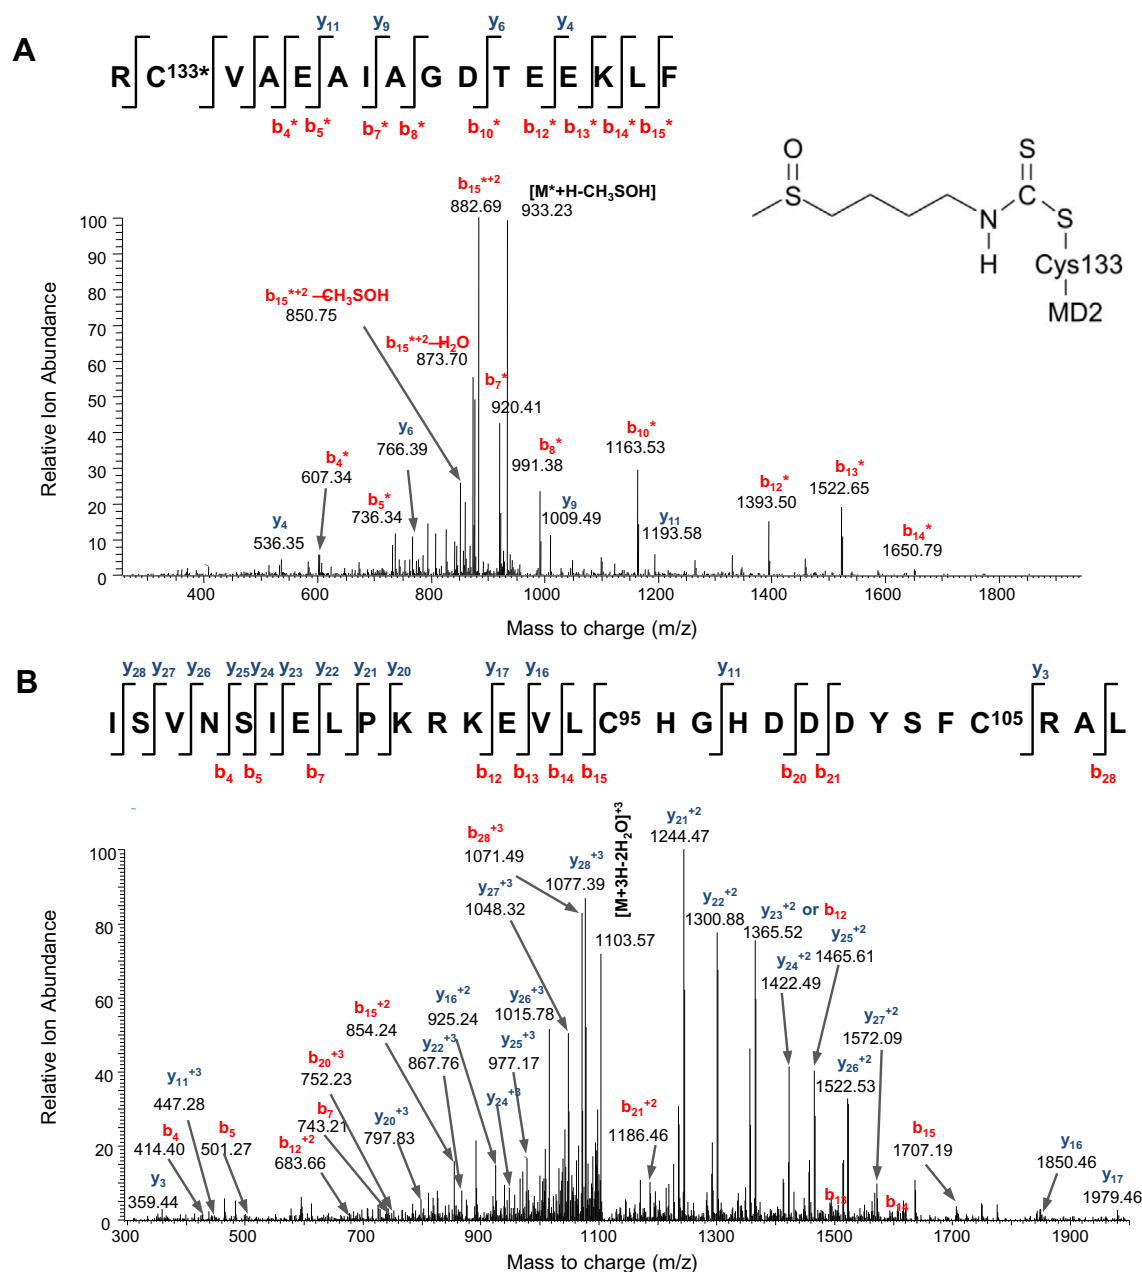 A
y11 y9 y6 y4
R C133* V A E A I A G D T E E K L F
b4* b5* b7* b8* b10* b12* b13* b14* b15*
b15*+2
882.69
[M*+H-CH3SOH]
933.23
b15*+2—CH3SOH
850.75
b15*+2—H2O
873.70
b7*
920.41
y6
766.39
b4*
607.34
b5*
736.34
y4
536.35
b8*
991.38
y9
1009.49
b10*
1163.53
y11
1193.58
b12*
1393.50
b13*
1522.65
b14*
1650.79
O
S
S
N
H
C
S
Cys133
MD2
Relative Ion Abundance
100
90
80
70
60
50
40
30
20
10
0
400 600 800 1000 1200 1400 1600 1800
Mass to charge (m/z)
B
y28 y27 y26 y25 y24 y23 y22 y21 y20 y17 y16 y11 y3
I S V N S I E L P K R K E V L C95 H G H D D D Y S F C105 R A L
b4 b5 b7 b12 b13 b14 b15 b20 b21 b28
b28+3
1071.49
y28+3
1077.39
y27+3
1048.32
[M+3H-2H2O]+3
1103.57
y21+2
1244.47
y22+2
1300.88
y23+2 or b12
1365.52
y25+2
1465.61
y24+2
1422.49
y27+2
1572.09
y26+2
1522.53
y26+3
1015.78
y25+3
977.17
y24+3
y16+2
925.24
y22+3
867.76
b15+2
854.24
b20+3
752.23
b7
743.21
y20+3
797.83
b12+2
683.66
y11+3
447.28
b4
414.40
b5
501.27
y3
359.44
b21+2
1186.46
b13
b14
b15
1707.19
y16
1850.46
y17
1979.46
Relative Ion Abundance
100
80
60
40
20
0
300 500 700 900 1100 1300 1500 1700 1900
Mass to charge (m/z)